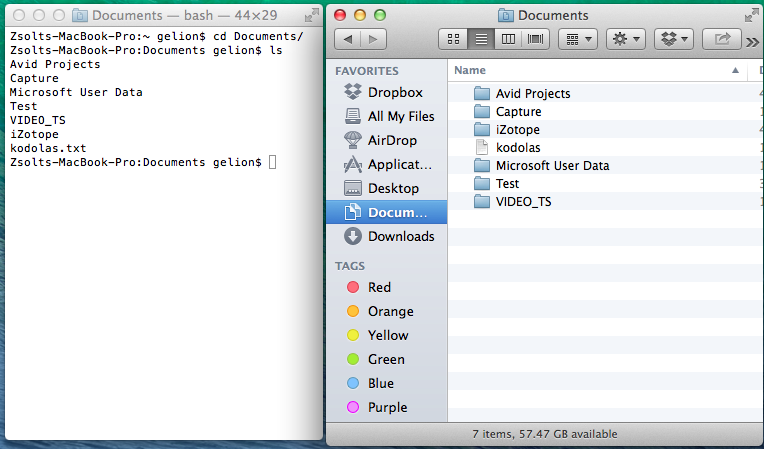 Documents — bash — 44×29
Zsolts-MacBook-Pro:~ gelion$ cd Documents/
Zsolts-MacBook-Pro:Documents gelion$ ls
Avid Projects
Capture
Microsoft User Data
Test
VIDEO_TS
iZotope
kodolas.txt
Zsolts-MacBook-Pro:Documents gelion$
Documents
FAVORITES
Dropbox
All My Files
AirDrop
Applicat...
Desktop
Docum...
Downloads
TAGS
Red
Orange
Yellow
Green
Blue
Purple
Name
Avid Projects
Capture
iZotope
kodolas
Microsoft User Data
Test
VIDEO_TS
7 items, 57.47 GB available